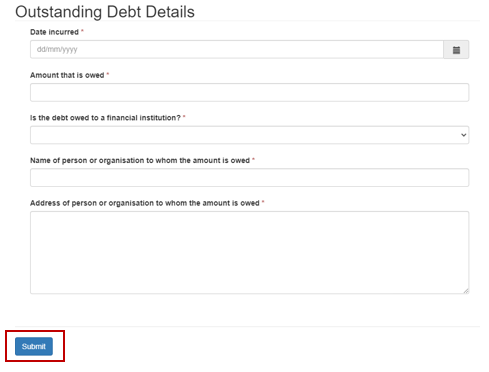 Outstanding Debt Details
Date incurred *
dd/mm/yyyy
Amount that is owed *
Is the debt owed to a financial institution? *
Name of person or organisation to whom the amount is owed *
Address of person or organisation to whom the amount is owed *
Submit